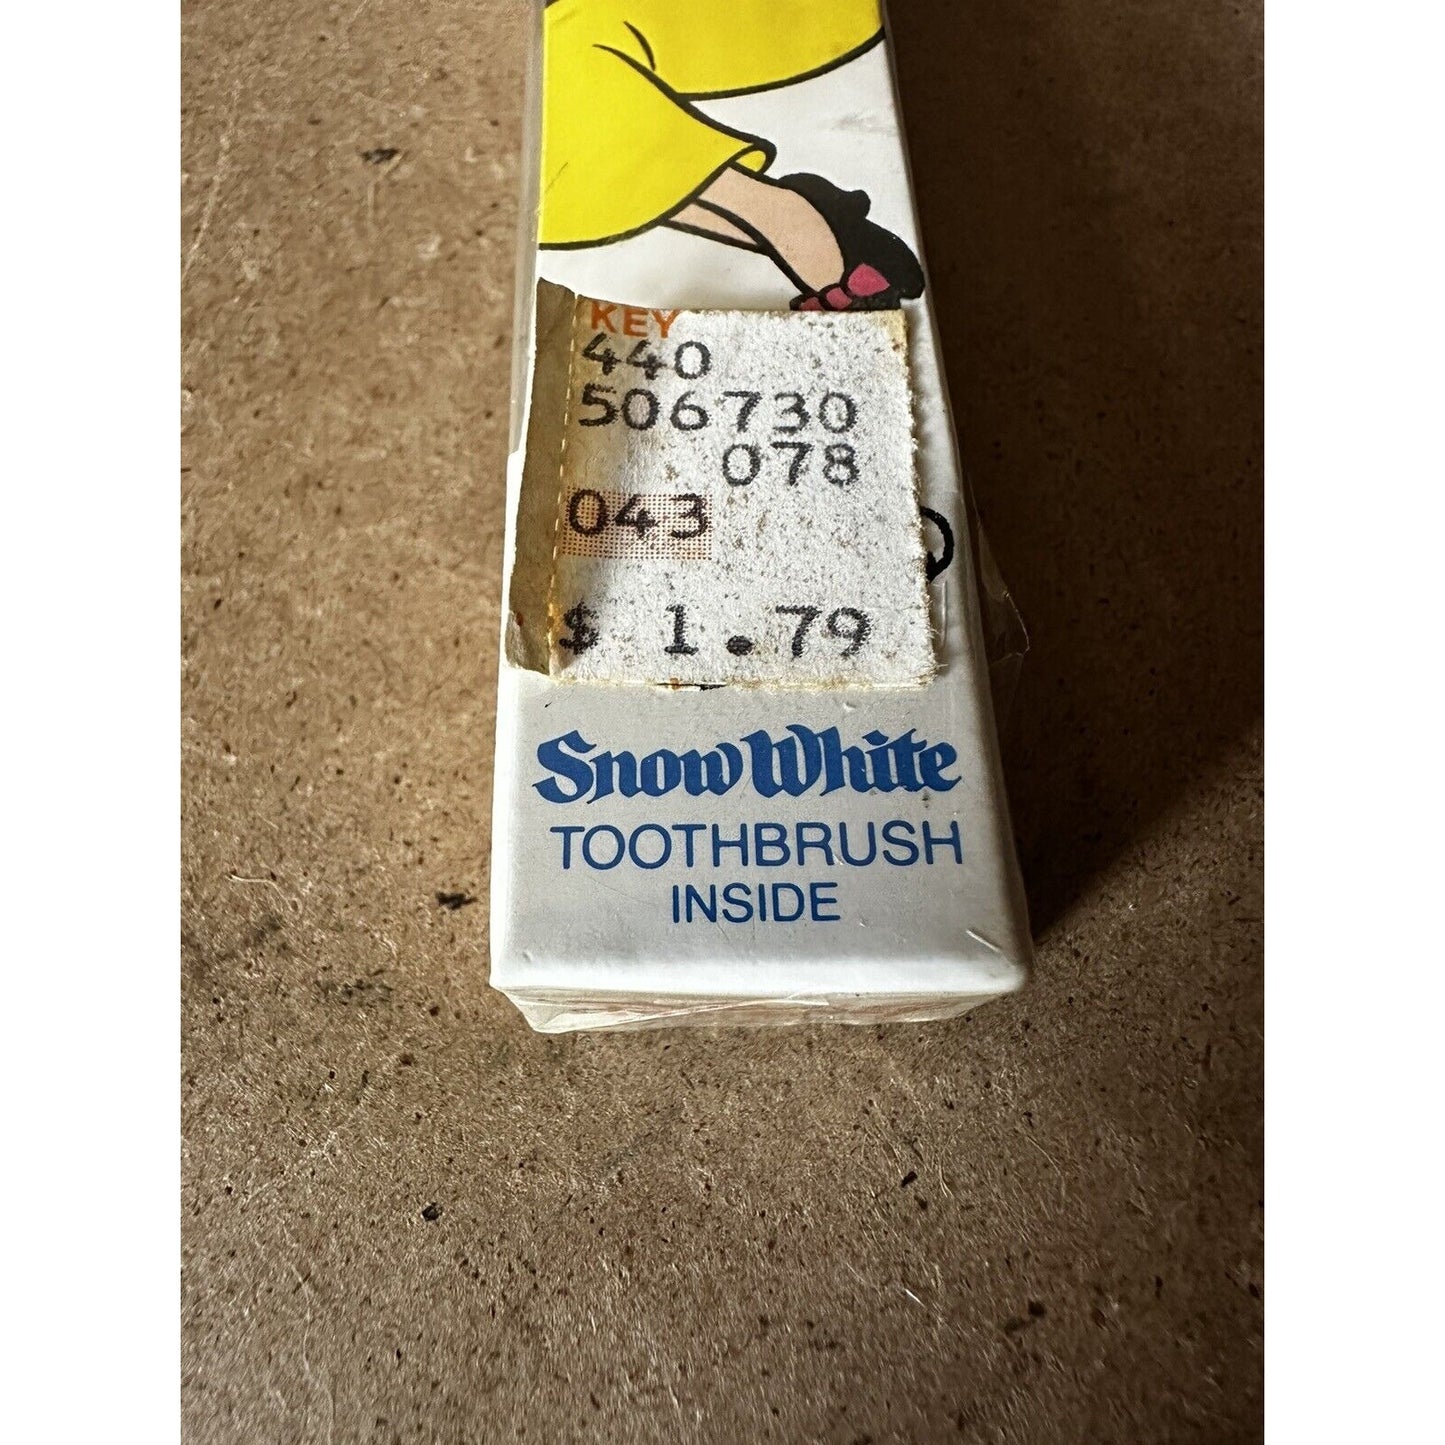 KEY
440
506730
078
043
$ 1.79
Snow White
TOOTHBRUSH
INSIDE